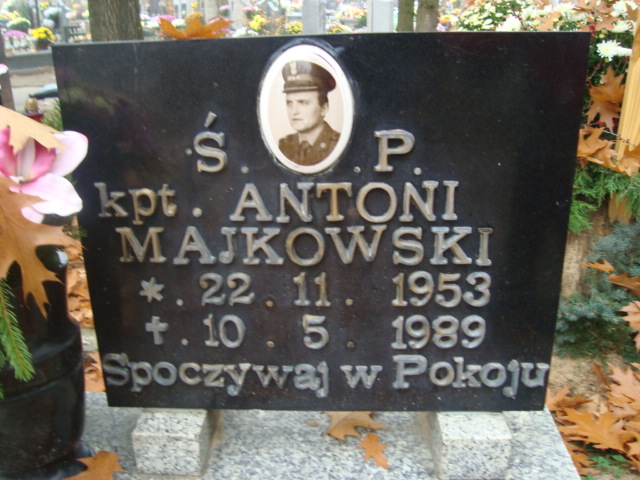 Ś. P.
kpt. ANTONI
MAJKOWSKI
*. 22. 11. 1953
✝. 10. 5. 1989
Spoczywaj w Pokoju